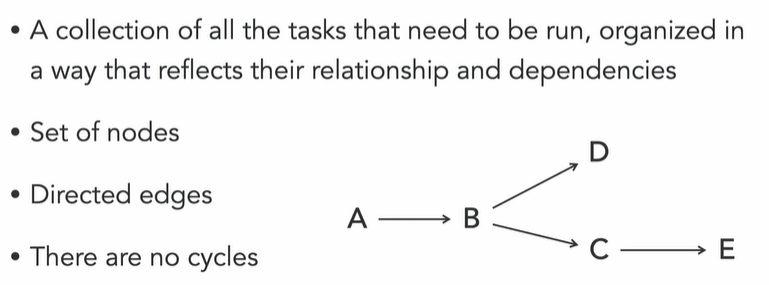 • A collection of all the tasks that need to be run, organized in
a way that reflects their relationship and dependencies
• Set of nodes
• Directed edges
• There are no cycles
D
A B
C E